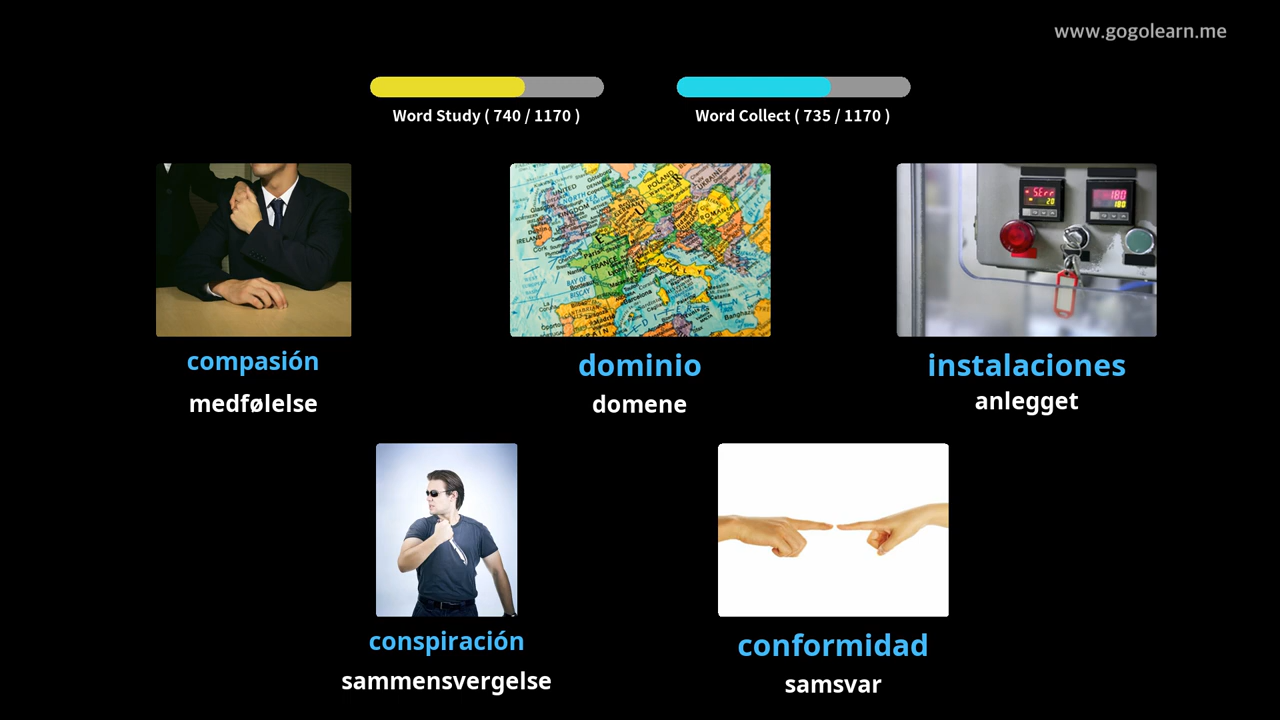 www.gogolearn.me
Word Study ( 740 / 1170 )
Word Collect ( 735 / 1170 )
compasión
medfølelse
dominio
domene
instalaciones
anlegget
conspiración
sammensvergelse
conformidad
samsvar